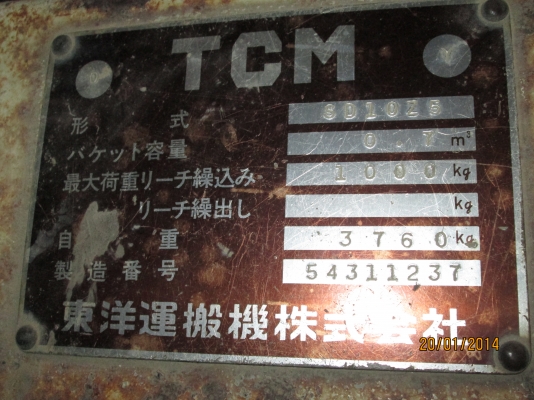 TCM
形 式 SD10Z5
バケット容量 0.7 m³
最大荷重リーチ繰込み 1000 kg
リーチ繰出し kg
自 重 3760 kg
製造番号 54311237
東洋運搬機株式会社
20/01/2014